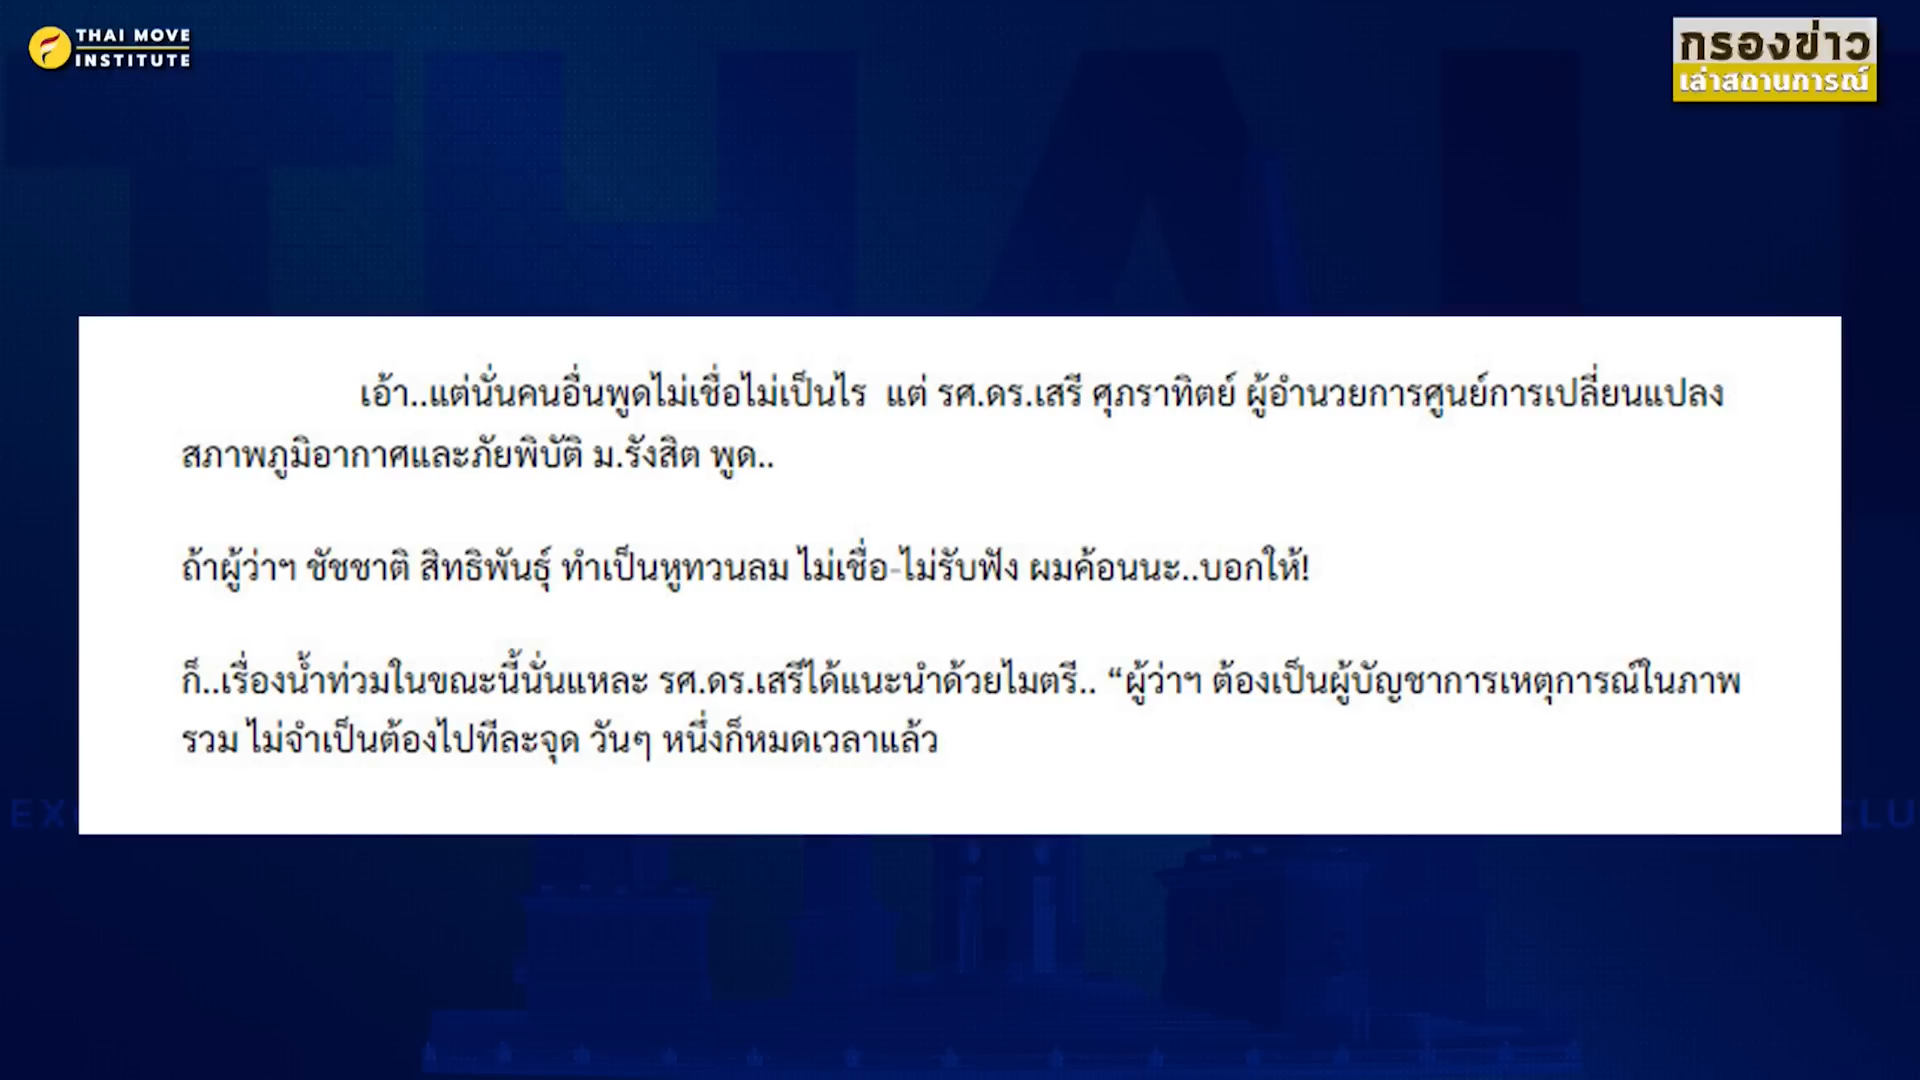 THAI MOVE
INSTITUTE
กรองข่าว
เล่าสถานการณ์
เอ้า..แต่นั่นคนอื่นพูดไม่เชื่อไม่เป็นไร แต่ รศ.ดร.เสรี ศุภราทิตย์ ผู้อำนวยการศูนย์การเปลี่ยนแปลง
สภาพภูมิอากาศและภัยพิบัติ ม.รังสิต พูด..
ถ้าผู้ว่าฯ ชัชชาติ สิทธิพันธุ์ ทำเป็นหูทวนลม ไม่เชื่อ-ไม่รับฟัง ผมค้อนนะ..บอกให้!
ก็..เรื่องน้ำท่วมในขณะนี้นั่นแหละ รศ.ดร.เสรีได้แนะนำด้วยไมตรี.. “ผู้ว่าฯ ต้องเป็นผู้บัญชาการเหตุการณ์ในภาพ
รวม ไม่จำเป็นต้องไปทีละจุด วันๆ หนึ่งก็หมดเวลาแล้ว